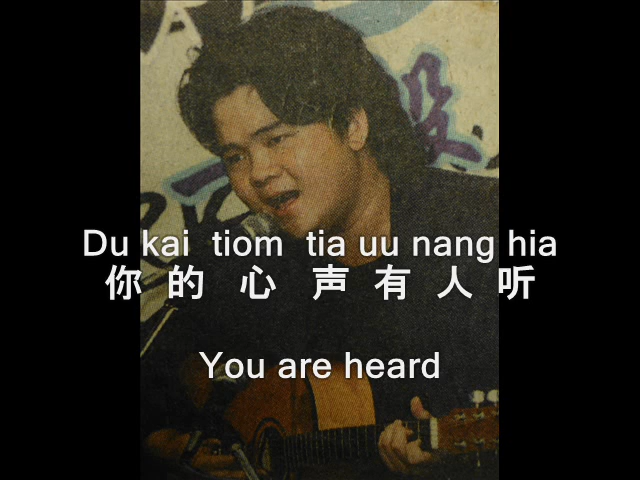 Du kai tiom tia uu nang hia
你的心声有人听
You are heard